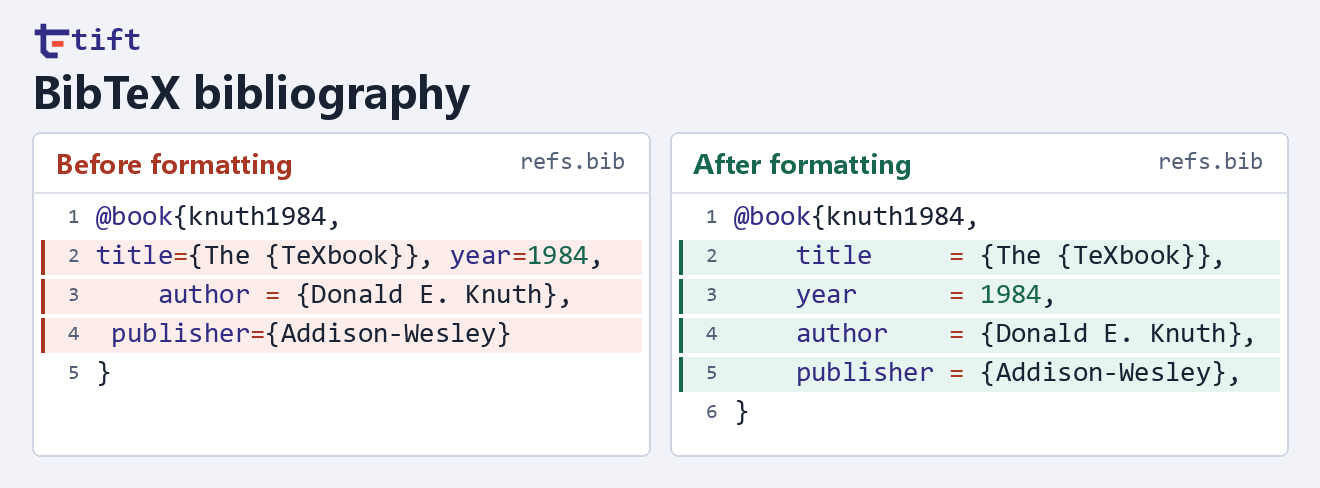 tift
BibTeX bibliography
Before formatting refs.bib
1 @book{knuth1984,
2 title={The {TeXbook}}, year=1984,
3     author = {Donald E. Knuth},
4  publisher={Addison-Wesley}
5 }
After formatting refs.bib
1 @book{knuth1984,
2     title     = {The {TeXbook}},
3     year      = 1984,
4     author    = {Donald E. Knuth},
5     publisher = {Addison-Wesley},
6 }